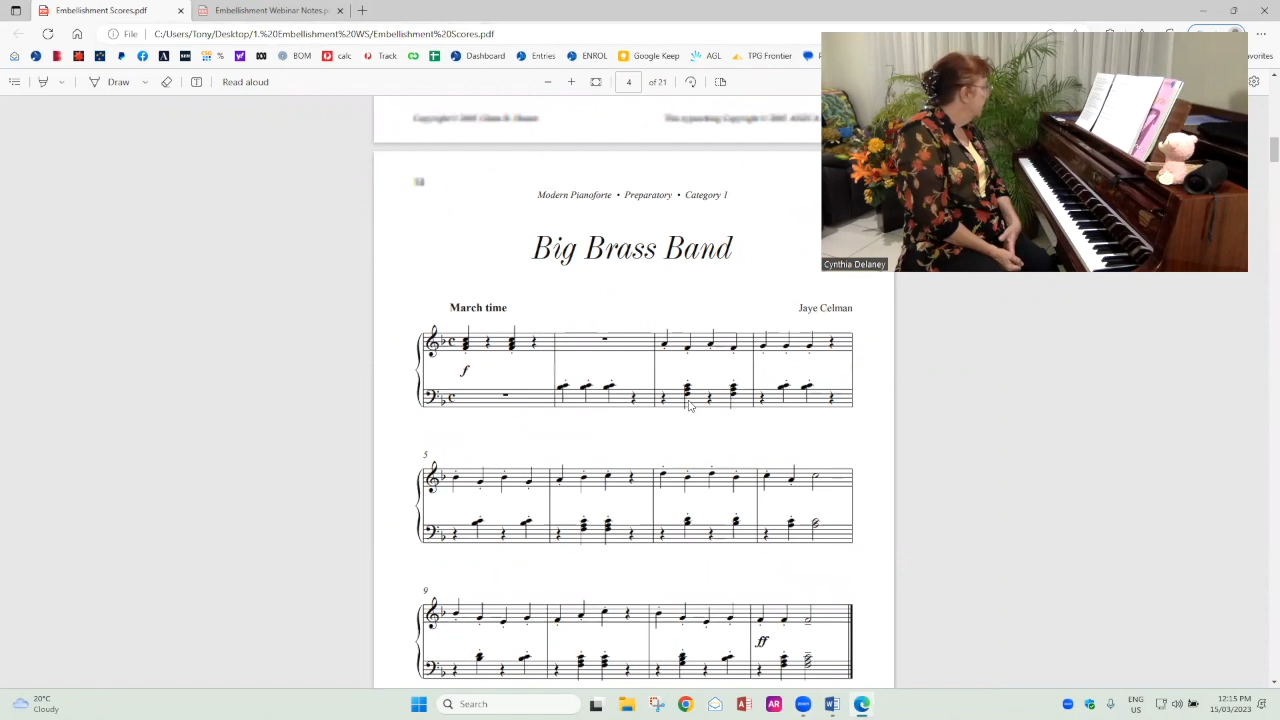 Embellishment Scores.pdf
Embellishment Webinar Notes.pdf
File
C:/Users/Tony/Desktop/1.%20Embellishment%20WS/Embellishment%20Scores.pdf
BOM
calc
Track
Dashboard
Entries
ENROL
Google Keep
AGL
TPG Frontier
Draw
Read aloud
4
of 21
Modern Pianoforte • Preparatory • Category 1
Big Brass Band
March time
Jaye Celman
f
5
9
ff
Cynthia Delaney
20°C
Cloudy
Search
ENG
US
12:15 PM
15/03/2023